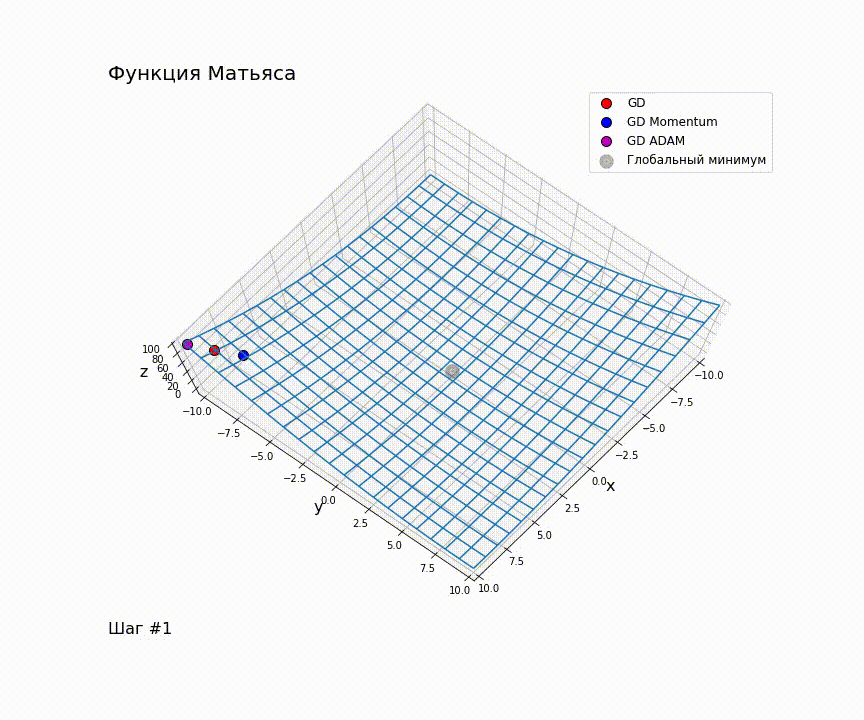 Функция Матьяса
GD
GD Momentum
GD ADAM
Глобальный минимум
100
80
60
40
20
0
z
−10.0
−7.5
−5.0
−2.5
0.0
2.5
5.0
7.5
10.0
y
−10.0
−7.5
−5.0
−2.5
0.0
2.5
5.0
7.5
10.0
x
Шаг #1